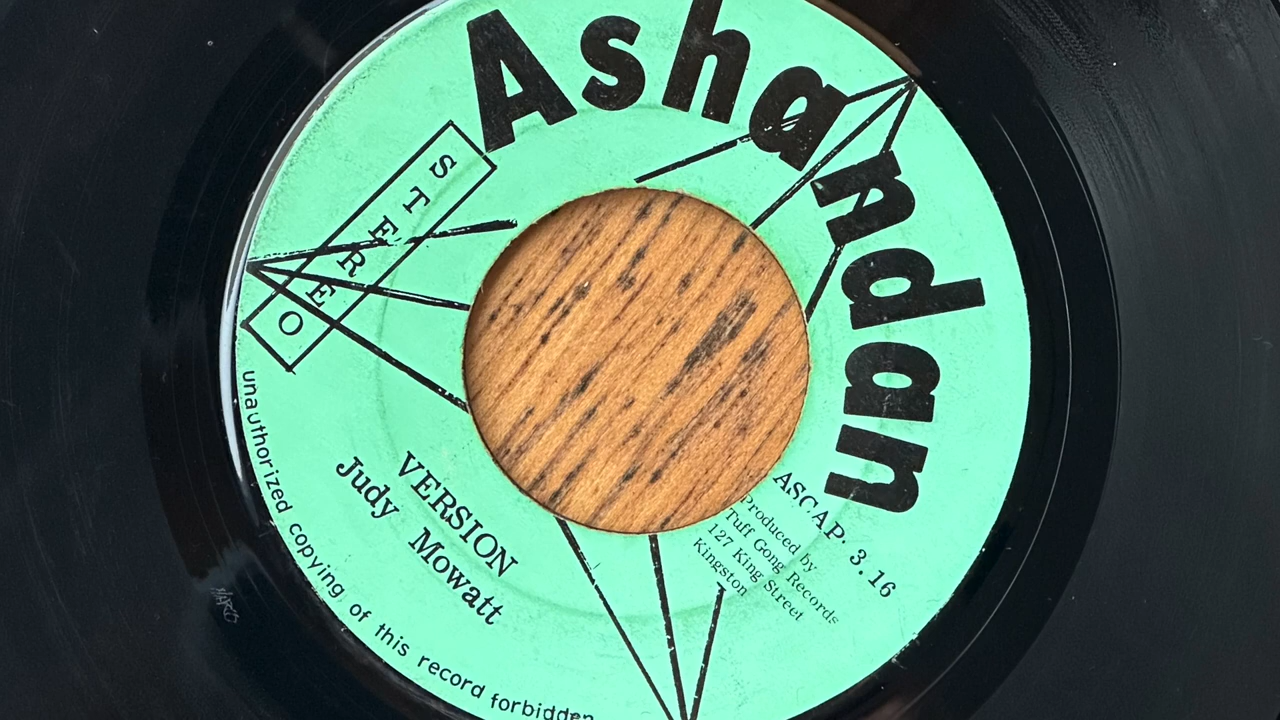 Ashandan
STEREO
VERSION
Judy Mowatt
ASCAP· 3.16
Produced by
Tuff Gong Records
127 King Street
Kingston
unauthorized copying of this record forbidden